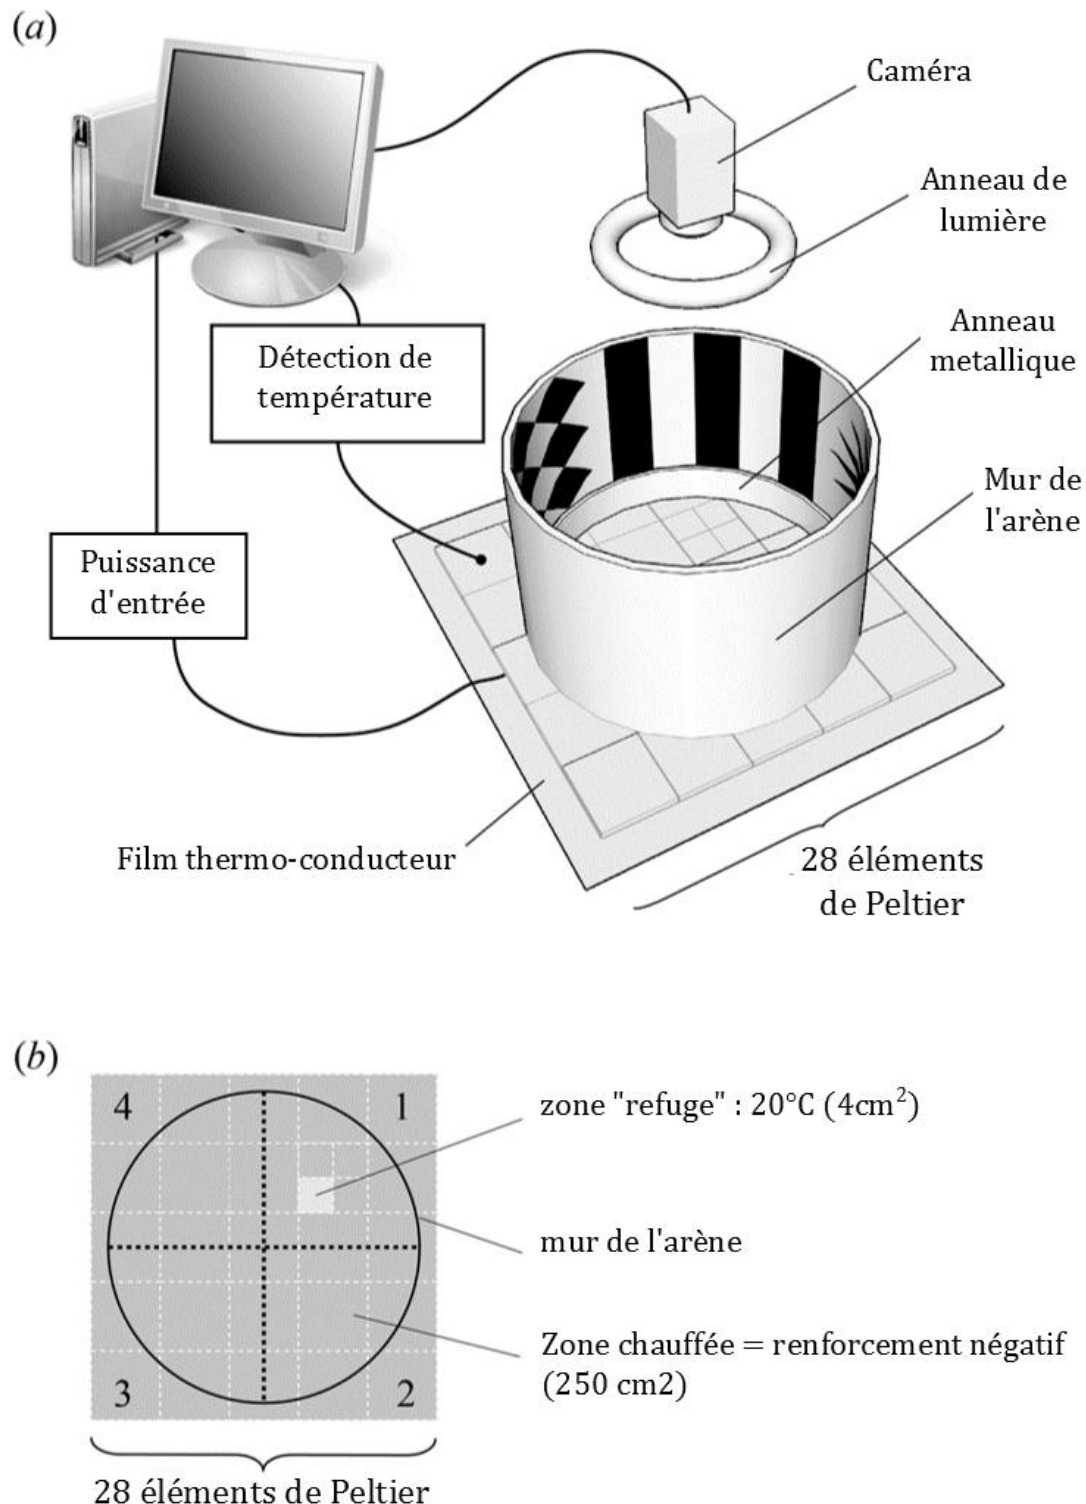 (a)
Caméra
Anneau de
lumière
Anneau
metallique
Détection de
température
Mur de
l'arène
Puissance
d'entrée
Film thermo-conducteur
28 éléments
de Peltier
(b)
4
1
zone "refuge" : 20°C (4cm²)
mur de l'arène
Zone chauffée = renforcement négatif
(250 cm2)
3
2
28 éléments de Peltier